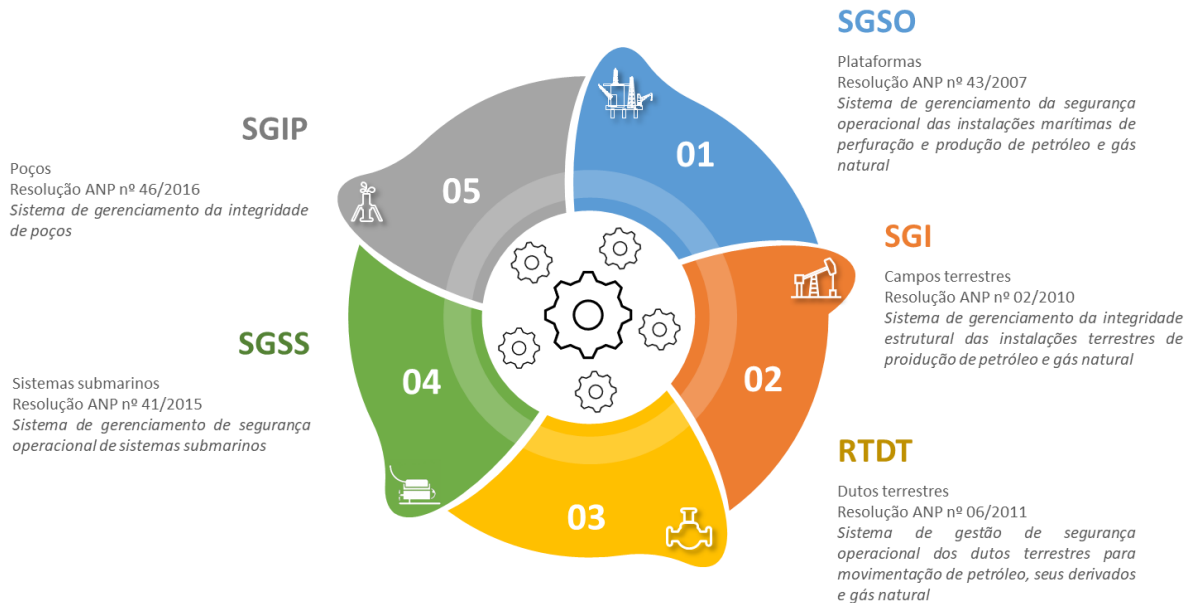 SGSO
Plataformas
Resolução ANP nº 43/2007
Sistema de gerenciamento da segurança
operacional das instalações marítimas de
perfuração e produção de petróleo e gás
natural
01
SGI
Campos terrestres
Resolução ANP nº 02/2010
Sistema de gerenciamento da integridade
estrutural das instalações terrestres de
proidução de petróleo e gás natural
02
RTDT
Dutos terrestres
Resolução ANP nº 06/2011
Sistema de gestão de segurança
operacional dos dutos terrestres para
movimentação de petróleo, seus derivados
e gás natural
03
SGSS
Sistemas submarinos
Resolução ANP nº 41/2015
Sistema de gerenciamento de segurança
operacional de sistemas submarinos
04
SGIP
Poços
Resolução ANP nº 46/2016
Sistema de gerenciamento da integridade
de poços
05